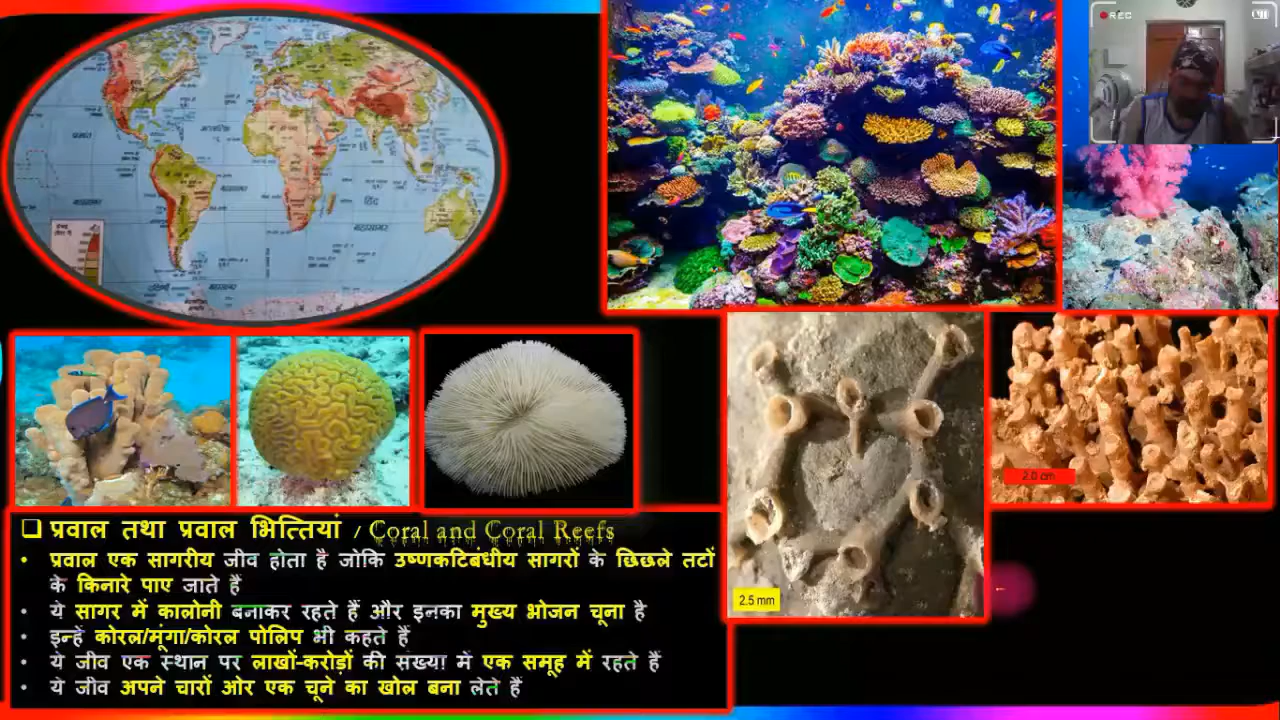 REC
2.0 cm
2.5 mm
❑ प्रवाल तथा प्रवाल भित्तियां / Coral and Coral Reefs
• प्रवाल एक सागरीय जीव होता है जोकि उष्णकटिबंधीय सागरों के छिछले तटों
के किनारे पाए जाते हैं
• ये सागर में कालोनी बनाकर रहते हैं और इनका मुख्य भोजन चूना है
• इन्हें कोरल/मूंगा/कोरल पोलिप भी कहते हैं
• ये जीव एक स्थान पर लाखों-करोड़ों की संख्या में एक समूह में रहते हैं
• ये जीव अपने चारों ओर एक चूने का खोल बना लेते हैं